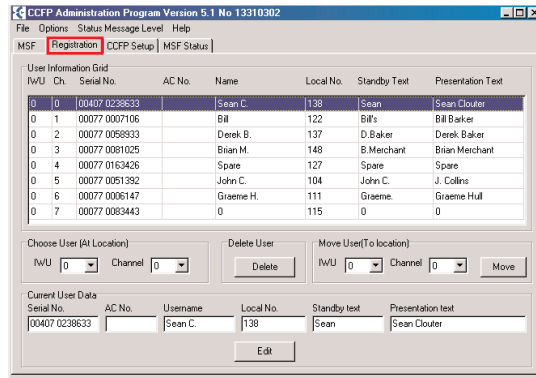 CCFP Administration Program Version 5.1 No 13310302
File Options Status Message Level Help
MSF Registration CCFP Setup MSF Status
User Information Grid
IWU Ch. Serial No. AC No. Name Local No. Standby Text Presentation Text
0 0 00407 0238633 Sean C. 138 Sean Sean Clouter
0 1 00077 0007106 Bill 122 Bill's Bill Barker
0 2 00077 0058933 Derek B. 137 D.Baker Derek Baker
0 3 00077 0081025 Brian M. 148 B.Merchant Brian Merchant
0 4 00077 0163426 Spare 127 Spare Spare
0 5 00077 0051392 John C. 104 John C. J. Collins
0 6 00077 0006147 Graeme H. 111 Graeme. Graeme Hull
0 7 00077 0083443 0 115 0 0
Choose User (At Location) Delete User Move User(To location)
IWU 0 Channel 0 Delete IWU 0 Channel 0 Move
Current User Data
Serial No. AC No. Username Local No. Standby text Presentation text
00407 0238633 Sean C. 138 Sean Sean Clouter
Edit